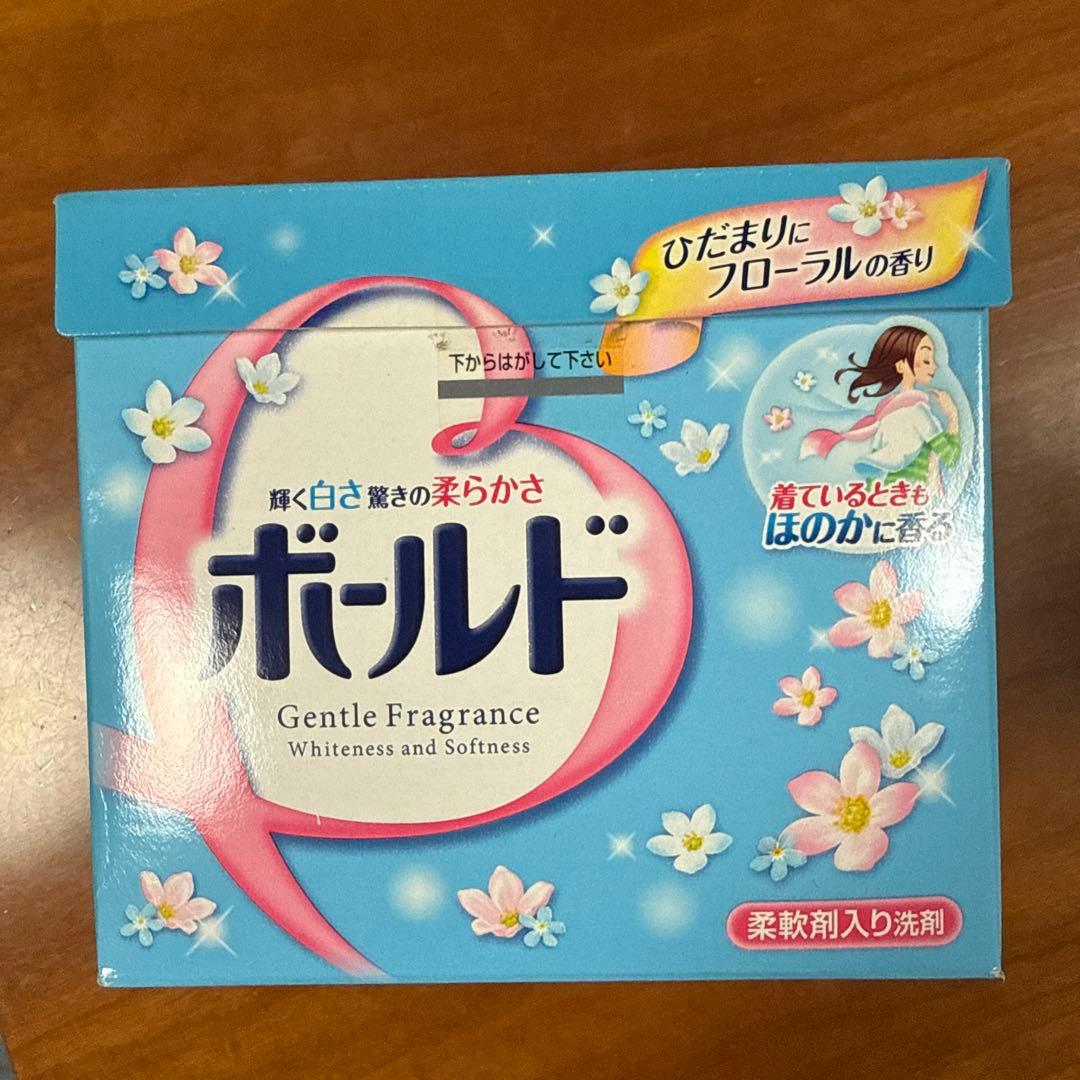 ひだまりに
フローラルの香り
下からはがして下さい
輝く白さ驚きの柔らかさ
ボールド
Gentle Fragrance
Whiteness and Softness
着ているときも
ほのかに香る
柔軟剤入り洗剤